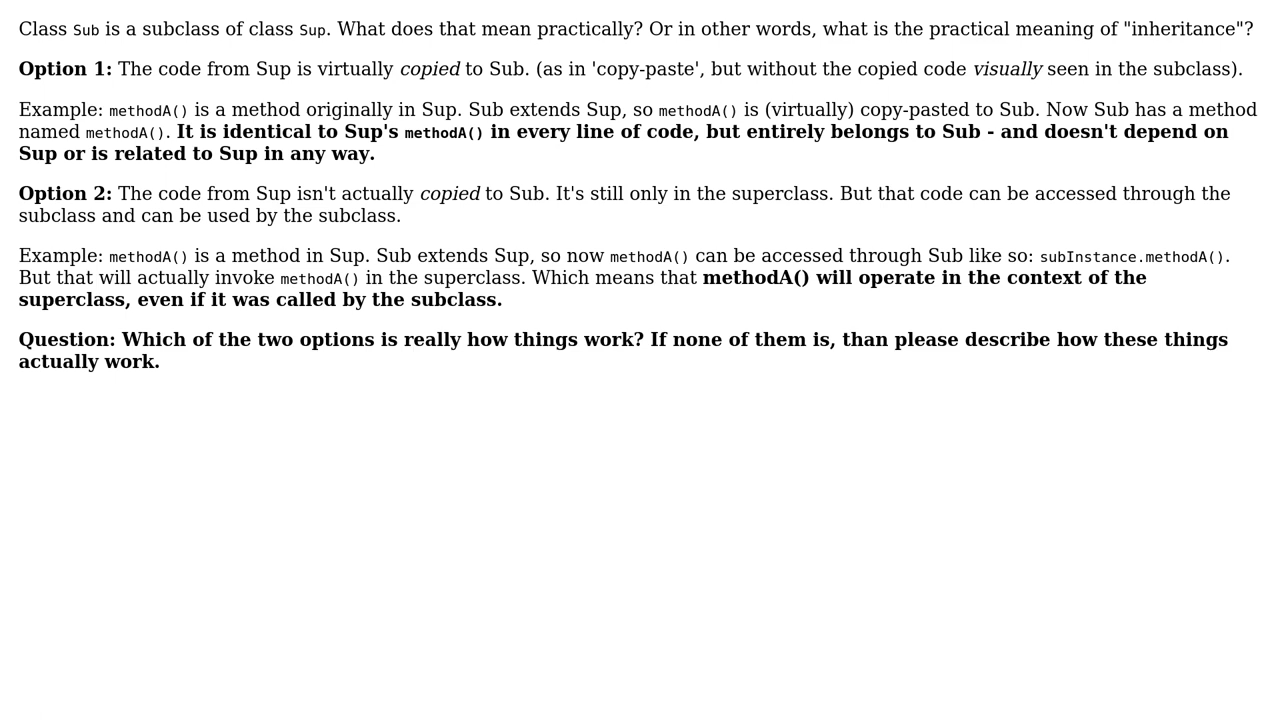 Class Sub is a subclass of class Sup. What does that mean practically? Or in other words, what is the practical meaning of "inheritance"?
Option 1: The code from Sup is virtually copied to Sub. (as in 'copy-paste', but without the copied code visually seen in the subclass).
Example: methodA() is a method originally in Sup. Sub extends Sup, so methodA() is (virtually) copy-pasted to Sub. Now Sub has a method
named methodA(). It is identical to Sup's methodA() in every line of code, but entirely belongs to Sub - and doesn't depend on
Sup or is related to Sup in any way.
Option 2: The code from Sup isn't actually copied to Sub. It's still only in the superclass. But that code can be accessed through the
subclass and can be used by the subclass.
Example: methodA() is a method in Sup. Sub extends Sup, so now methodA() can be accessed through Sub like so: subInstance.methodA().
But that will actually invoke methodA() in the superclass. Which means that methodA() will operate in the context of the
superclass, even if it was called by the subclass.
Question: Which of the two options is really how things work? If none of them is, than please describe how these things
actually work.